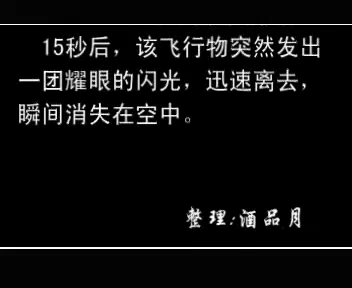 15秒后，该飞行物突然发出
一团耀眼的闪光，迅速离去，
瞬间消失在空中。
整理:酒品月